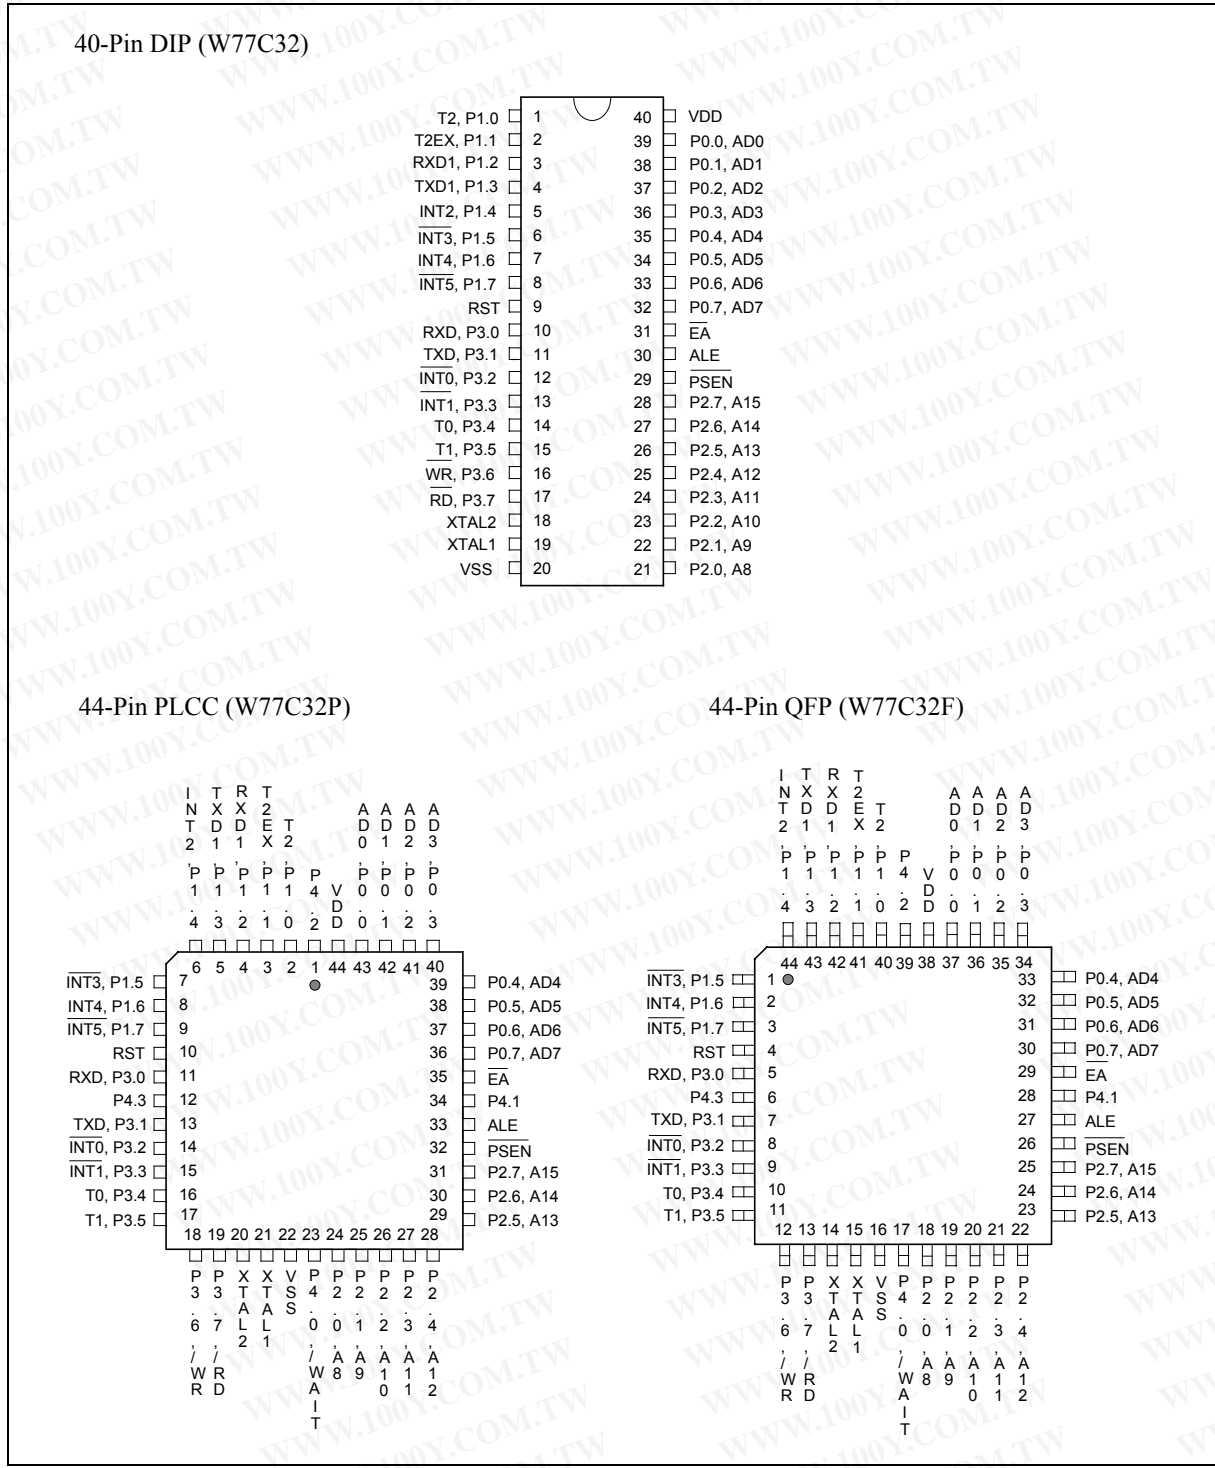 40-Pin DIP (W77C32)
T2, P1.0 1 40 VDD
T2EX, P1.1 2 39 P0.0, AD0
RXD1, P1.2 3 38 P0.1, AD1
TXD1, P1.3 4 37 P0.2, AD2
INT2, P1.4 5 36 P0.3, AD3
INT3, P1.5 6 35 P0.4, AD4
INT4, P1.6 7 34 P0.5, AD5
INT5, P1.7 8 33 P0.6, AD6
RST 9 32 P0.7, AD7
RXD, P3.0 10 31 EA
TXD, P3.1 11 30 ALE
INT0, P3.2 12 29 PSEN
INT1, P3.3 13 28 P2.7, A15
T0, P3.4 14 27 P2.6, A14
T1, P3.5 15 26 P2.5, A13
WR, P3.6 16 25 P2.4, A12
RD, P3.7 17 24 P2.3, A11
XTAL2 18 23 P2.2, A10
XTAL1 19 22 P2.1, A9
VSS 20 21 P2.0, A8
44-Pin PLCC (W77C32P)
INT2, P1.4
TXD1, P1.3
RXD1, P1.2
T2EX, P1.1
T2, P1.0
P4.2
VDD
AD0, P0.0
AD1, P0.1
AD2, P0.2
AD3, P0.3
6 5 4 3 2 1 44 43 42 41 40
INT3, P1.5 7 39 P0.4, AD4
INT4, P1.6 8 38 P0.5, AD5
INT5, P1.7 9 37 P0.6, AD6
RST 10 36 P0.7, AD7
RXD, P3.0 11 35 EA
P4.3 12 34 P4.1
TXD, P3.1 13 33 ALE
INT0, P3.2 14 32 PSEN
INT1, P3.3 15 31 P2.7, A15
T0, P3.4 16 30 P2.6, A14
T1, P3.5 17 29 P2.5, A13
18 19 20 21 22 23 24 25 26 27 28
P3.6, /WR
P3.7, /RD
XTAL2
XTAL1
VSS
P4.0, /WAIT
P2.0, A8
P2.1, A9
P2.2, A10
P2.3, A11
P2.4, A12
44-Pin QFP (W77C32F)
INT2, P1.4
TXD1, P1.3
RXD1, P1.2
T2EX, P1.1
T2, P1.0
P4.2
VDD
AD0, P0.0
AD1, P0.1
AD2, P0.2
AD3, P0.3
44 43 42 41 40 39 38 37 36 35 34
INT3, P1.5 1 33 P0.4, AD4
INT4, P1.6 2 32 P0.5, AD5
INT5, P1.7 3 31 P0.6, AD6
RST 4 30 P0.7, AD7
RXD, P3.0 5 29 EA
P4.3 6 28 P4.1
TXD, P3.1 7 27 ALE
INT0, P3.2 8 26 PSEN
INT1, P3.3 9 25 P2.7, A15
T0, P3.4 10 24 P2.6, A14
T1, P3.5 11 23 P2.5, A13
12 13 14 15 16 17 18 19 20 21 22
P3.6, /WR
P3.7, /RD
XTAL2
XTAL1
VSS
P4.0, /WAIT
P2.0, A8
P2.1, A9
P2.2, A10
P2.3, A11
P2.4, A12
WWW.100Y.COM.TW